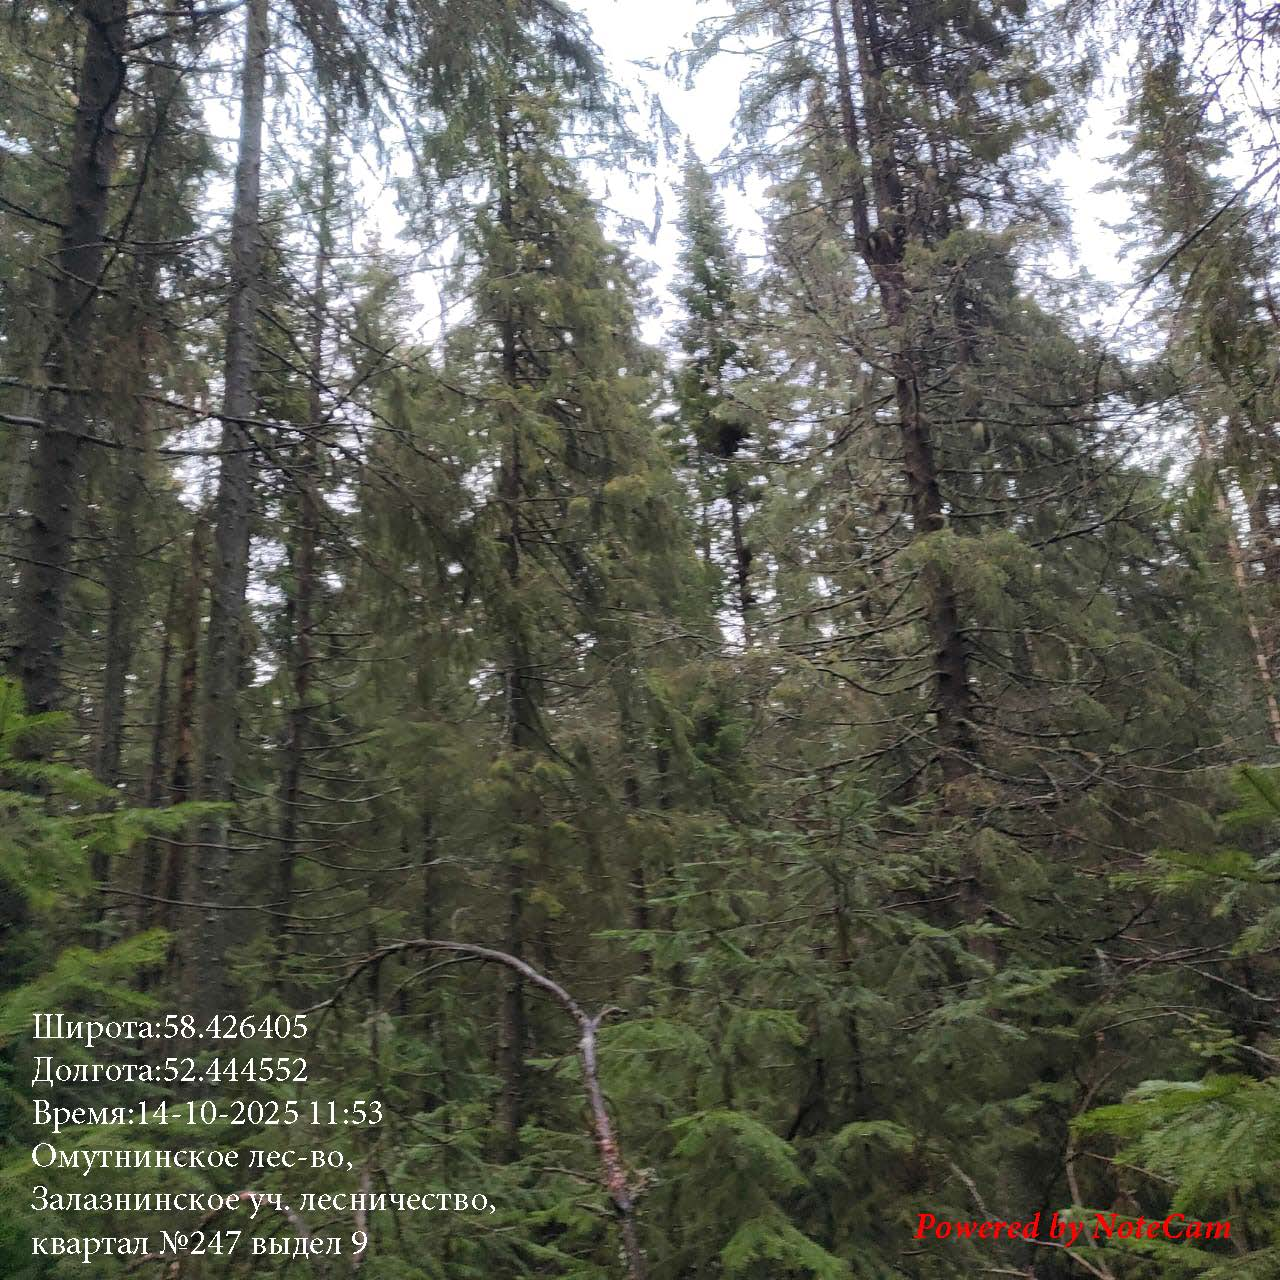 Широта:58.426405
Долгота:52.444552
Время:14-10-2025 11:53
Омутнинское лес-во,
Залазнинское уч. лесничество,
квартал №247 выдел 9
Powered by NoteCam